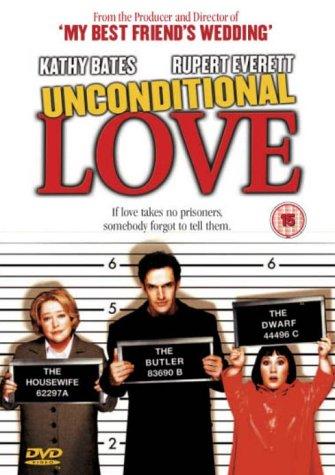 From the Producer and Director of
'MY BEST FRIEND'S WEDDING'
KATHY BATES RUPERT EVERETT
UNCONDITIONAL
LOVE
If love takes no prisoners,
somebody forgot to tell them.
15
6 6
5
2
THE
HOUSEWIFE
62297A
THE
BUTLER
83690 B
THE
DWARF
44496 C
DVD
VIDEO